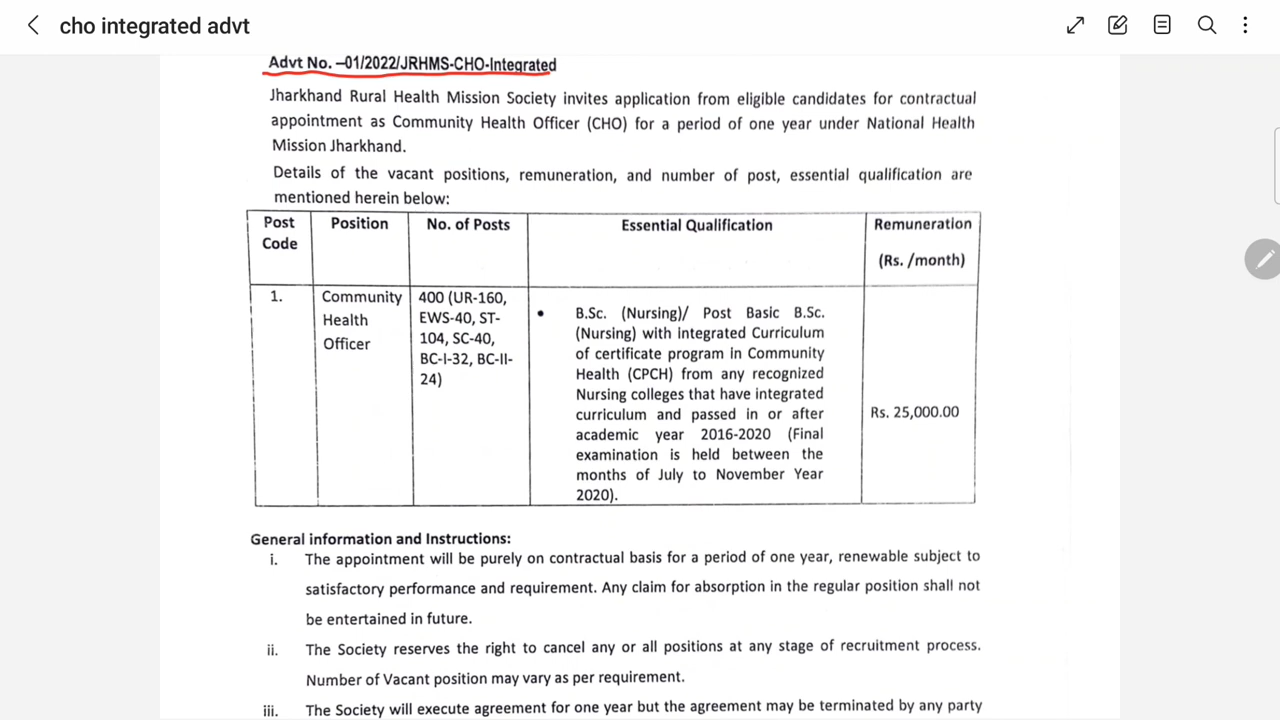 cho integrated advt
Advt No. –01/2022/JRHMS-CHO-Integrated
Jharkhand Rural Health Mission Society invites application from eligible candidates for contractual
appointment as Community Health Officer (CHO) for a period of one year under National Health
Mission Jharkhand.
Details of the vacant positions, remuneration, and number of post, essential qualification are
mentioned herein below:
Post
Code
Position
No. of Posts
Essential Qualification
Remuneration
(Rs. /month)
1.
Community
Health
Officer
400 (UR-160,
EWS-40, ST-
104, SC-40,
BC-I-32, BC-II-
24)
• B.Sc. (Nursing)/ Post Basic B.Sc.
(Nursing) with integrated Curriculum
of certificate program in Community
Health (CPCH) from any recognized
Nursing colleges that have integrated
curriculum and passed in or after
academic year 2016-2020 (Final
examination is held between the
months of July to November Year
2020).
Rs. 25,000.00
General information and Instructions:
i. The appointment will be purely on contractual basis for a period of one year, renewable subject to
satisfactory performance and requirement. Any claim for absorption in the regular position shall not
be entertained in future.
ii. The Society reserves the right to cancel any or all positions at any stage of recruitment process.
Number of Vacant position may vary as per requirement.
iii. The Society will execute agreement for one year but the agreement may be terminated by any party